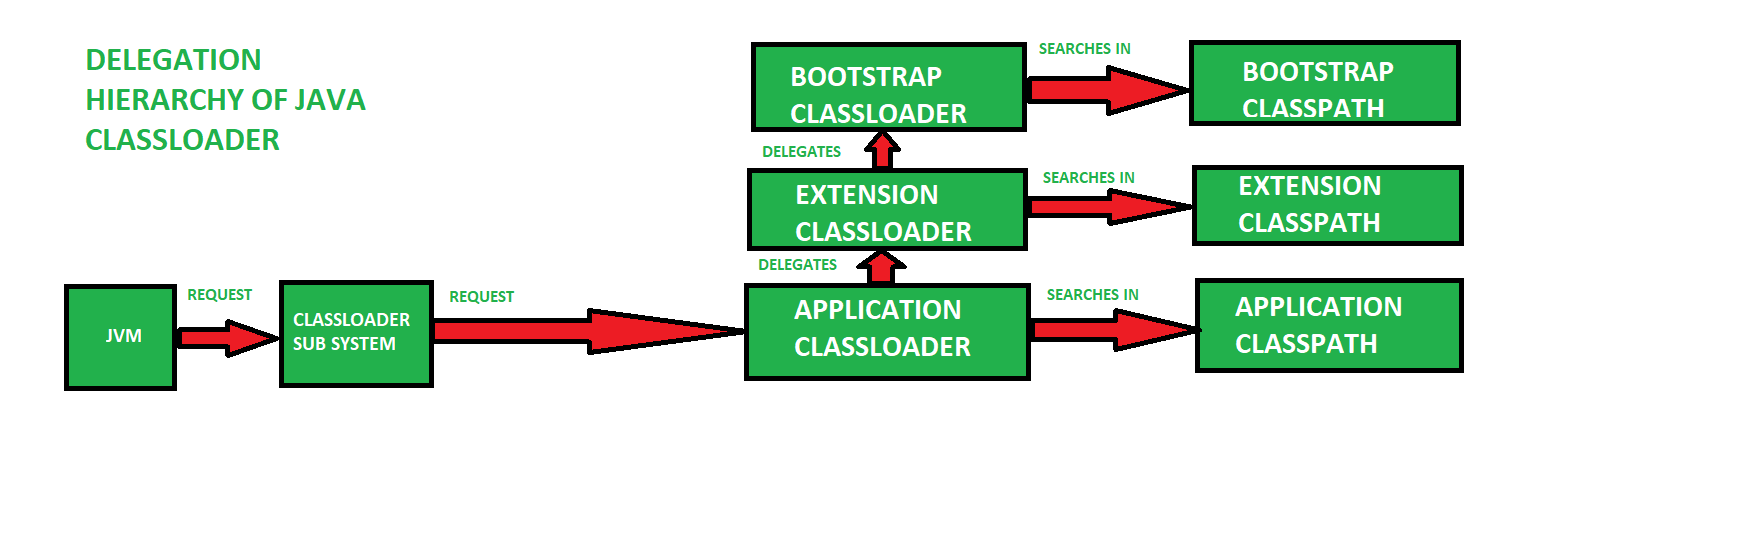 DELEGATION
HIERARCHY OF JAVA
CLASSLOADER
BOOTSTRAP
CLASSLOADER
SEARCHES IN
BOOTSTRAP
CLASSPATH
DELEGATES
EXTENSION
CLASSLOADER
SEARCHES IN
EXTENSION
CLASSPATH
DELEGATES
JVM
REQUEST
CLASSLOADER
SUB SYSTEM
REQUEST
APPLICATION
CLASSLOADER
SEARCHES IN
APPLICATION
CLASSPATH